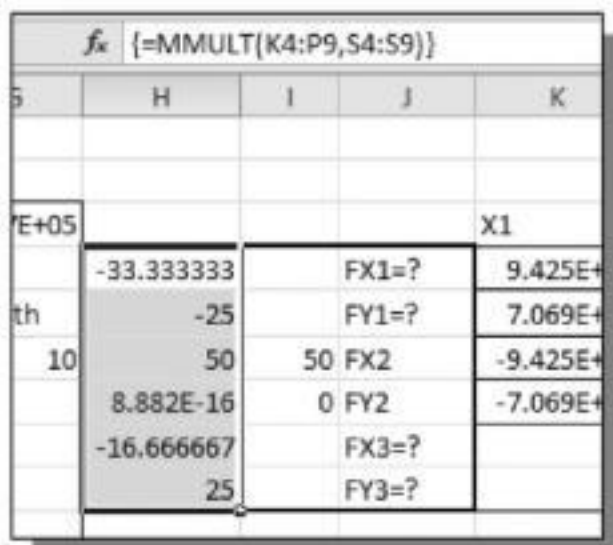 fx {=MMULT(K4:P9,S4:S9)}
H I J K
E+05 X1
-33.333333 FX1=? 9.425E+
th -25 FY1=? 7.069E+
10 50 50 FX2 -9.425E+
8.882E-16 0 FY2 -7.069E+
-16.666667 FX3=?
25 FY3=?